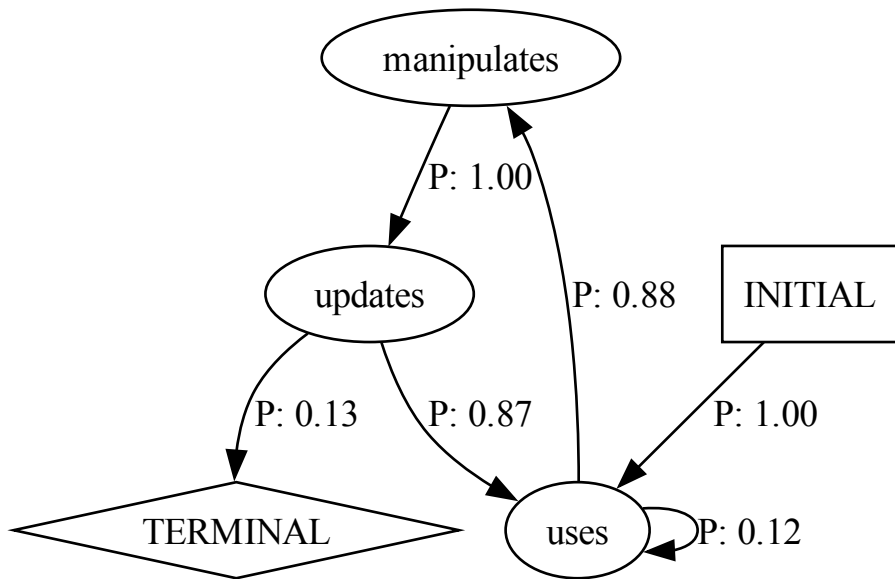 manipulates
P: 1.00
updates
P: 0.88
INITIAL
P: 0.13
P: 0.87
P: 1.00
TERMINAL
uses
P: 0.12